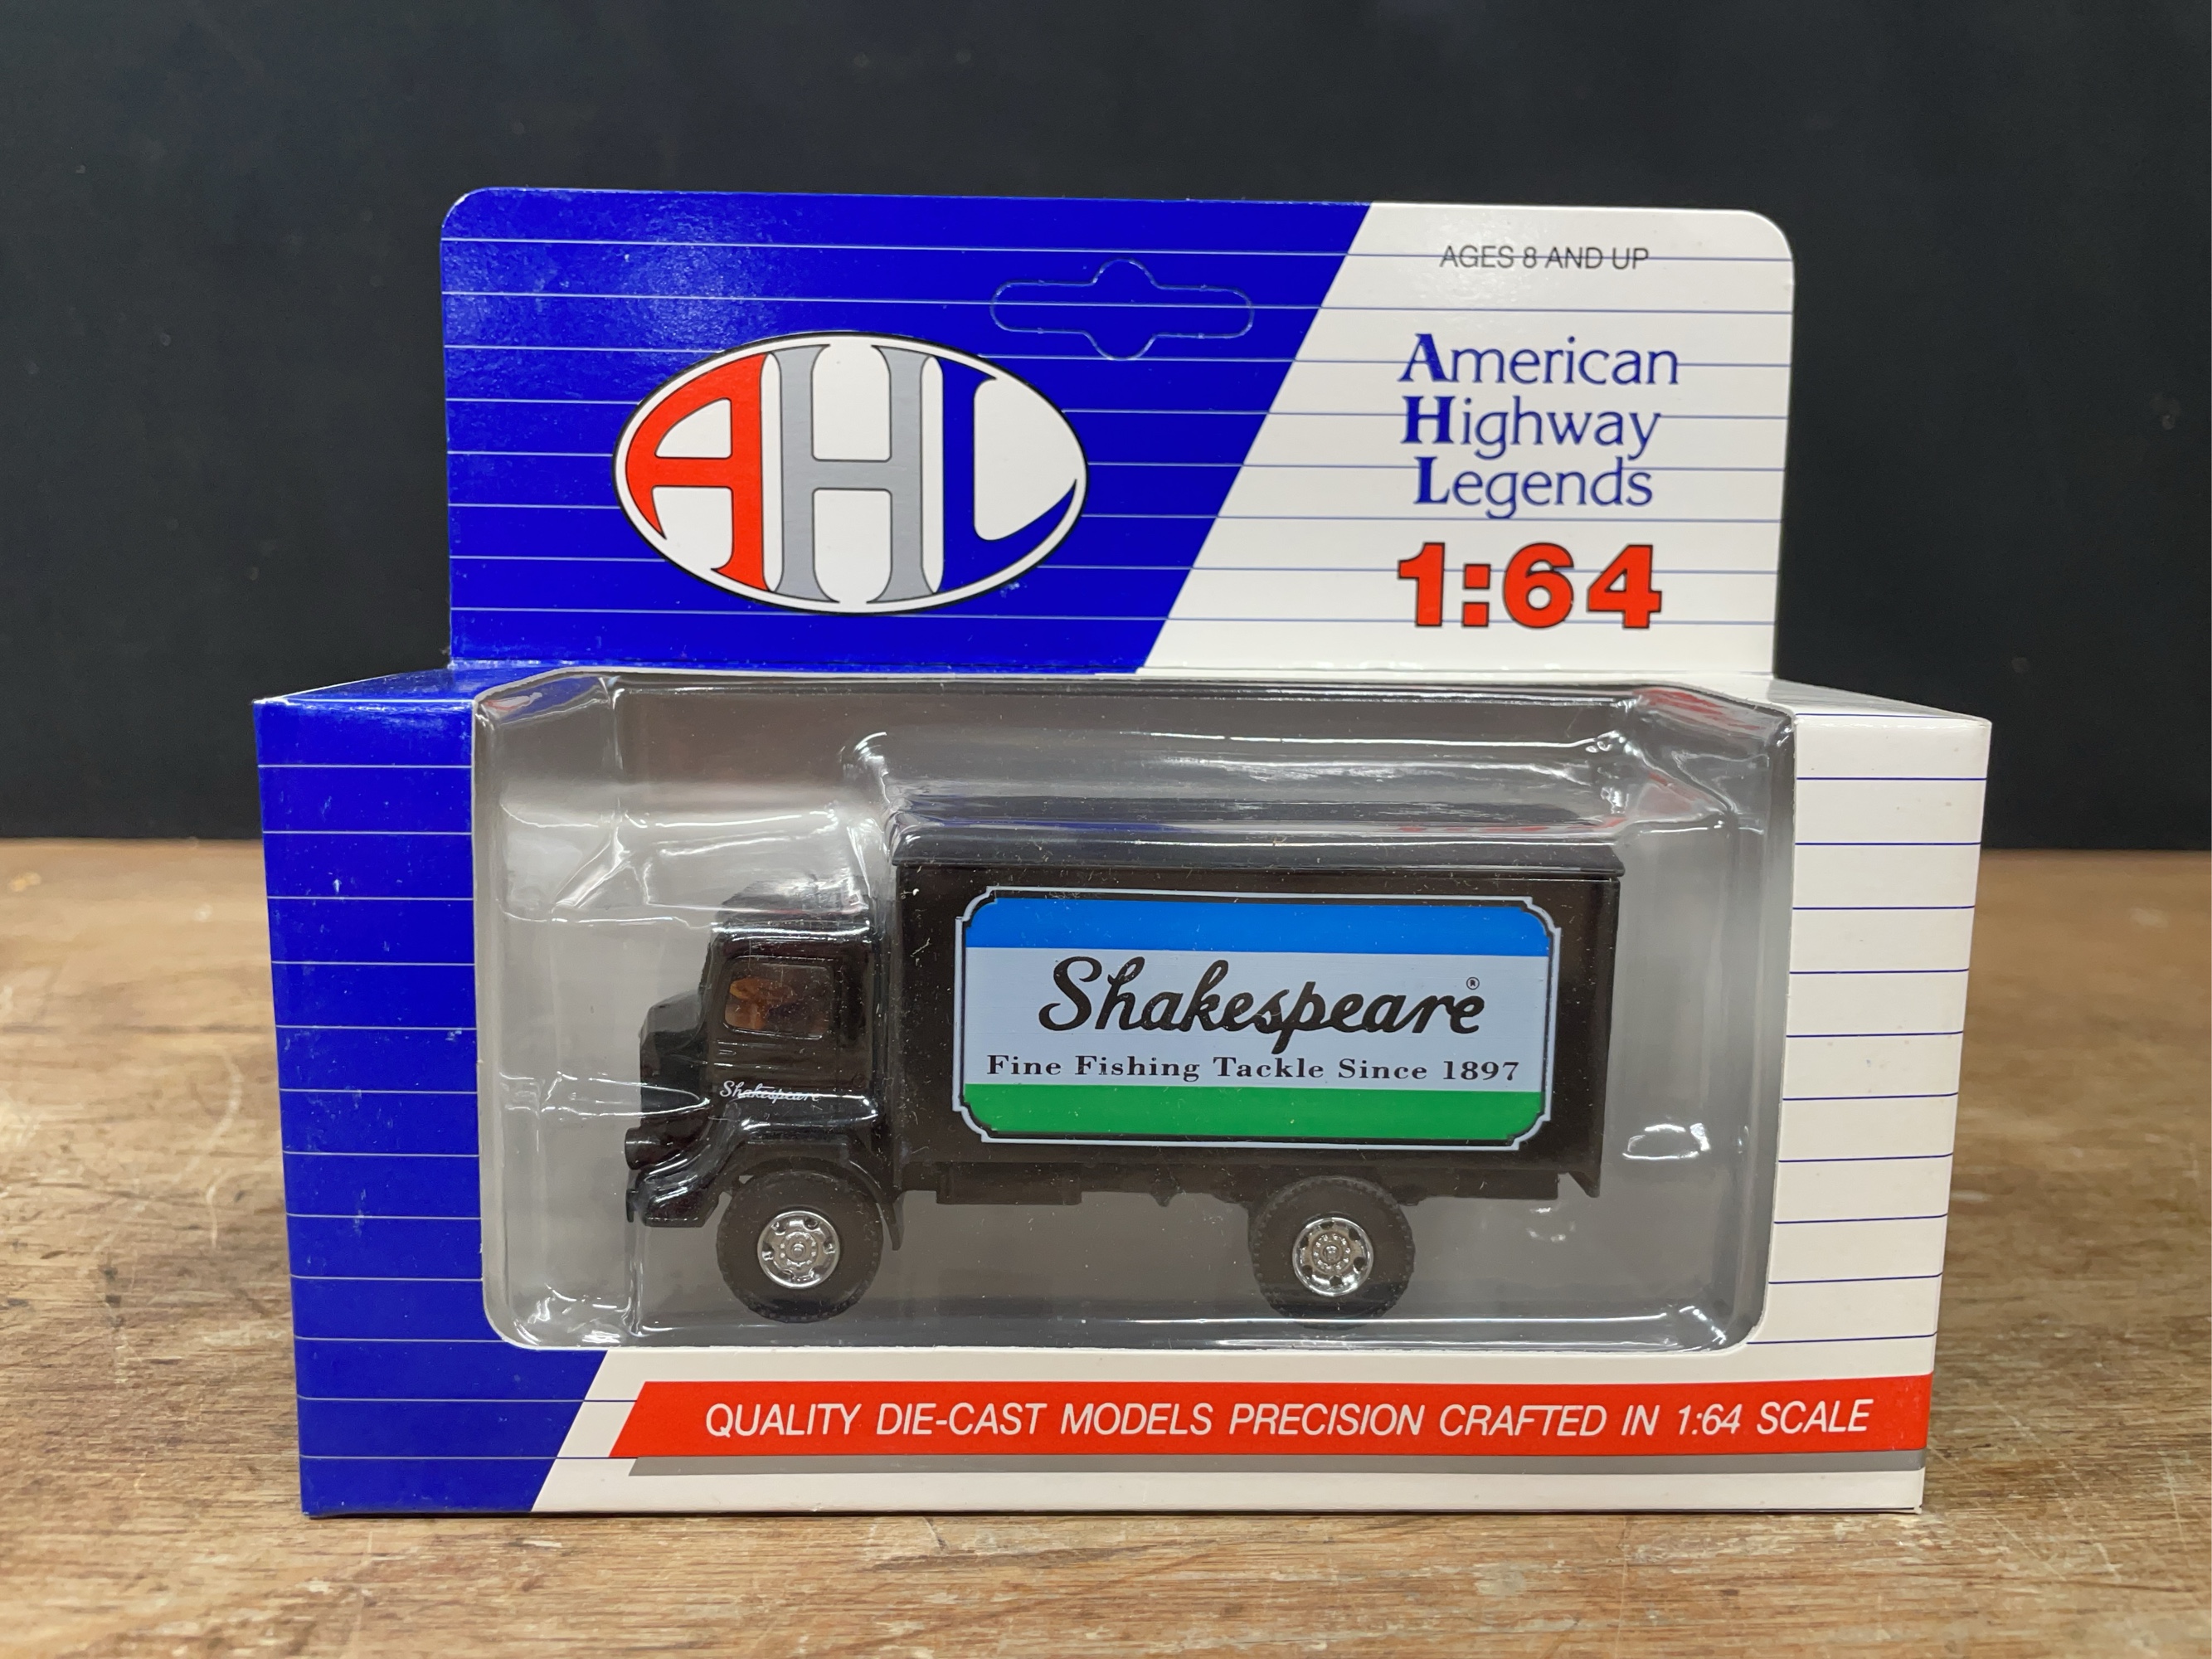 AGES 8 AND UP
AHL
American
Highway
Legends
1:64
Shakespeare®
Fine Fishing Tackle Since 1897
Shakespeare
QUALITY DIE-CAST MODELS PRECISION CRAFTED IN 1:64 SCALE